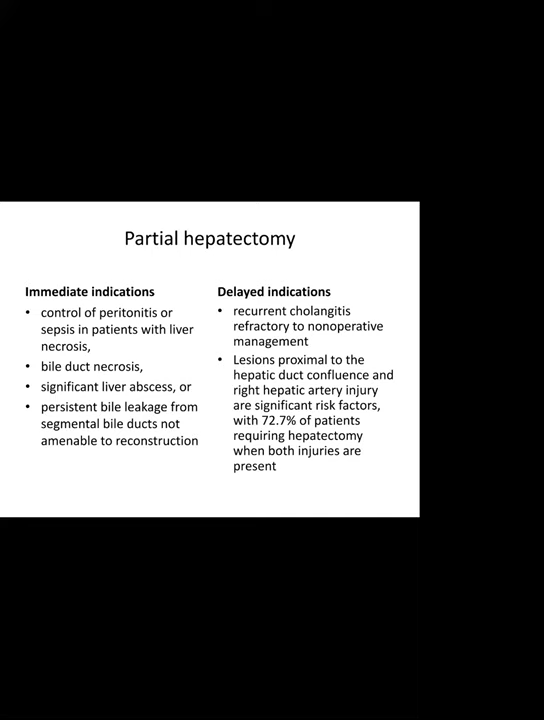 Partial hepatectomy
Immediate indications
• control of peritonitis or
sepsis in patients with liver
necrosis,
• bile duct necrosis,
• significant liver abscess, or
• persistent bile leakage from
segmental bile ducts not
amenable to reconstruction
Delayed indications
• recurrent cholangitis
refractory to nonoperative
management
• Lesions proximal to the
hepatic duct confluence and
right hepatic artery injury
are significant risk factors,
with 72.7% of patients
requiring hepatectomy
when both injuries are
present